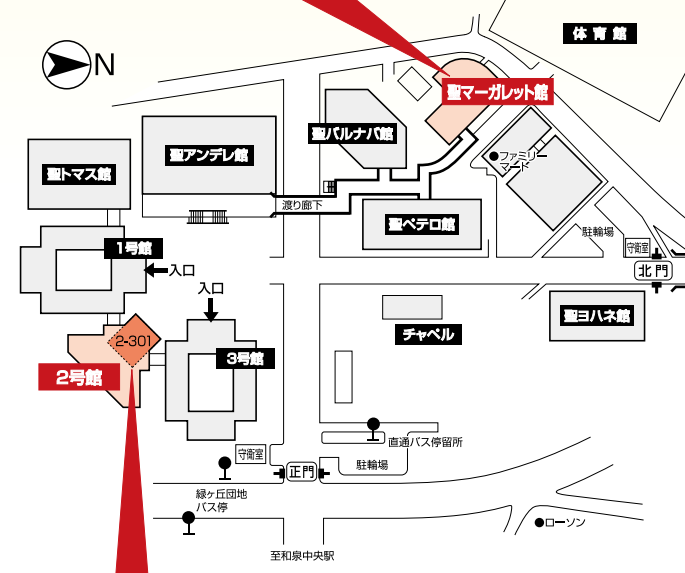 体育館
N
聖マーガレット館
聖バルナバ館
聖アンデレ館
ファミリー
マート
聖トマス館
渡り廊下
聖ペテロ館
駐輪場
守衛室
1号館
入口
北門
入口
聖ヨハネ館
チャペル
2-301
3号館
2号館
直通バス停留所
守衛室
駐輪場
正門
緑ヶ丘団地
バス停
ローソン
至和泉中央駅